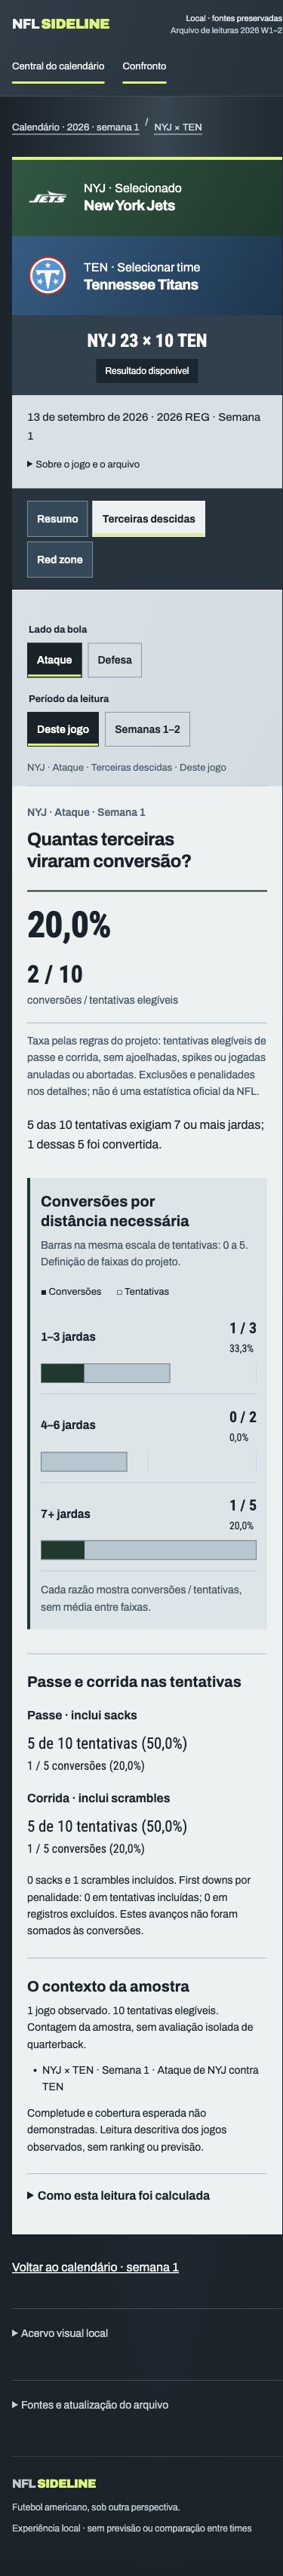 NFL SIDELINE
Local · fontes preservadas
Arquivo de leituras 2026 W1–2
Central do calendário
Confronto
Calendário · 2026 · semana 1 / NYJ × TEN
JETS
NYJ · Selecionado
New York Jets
TEN · Selecionar time
Tennessee Titans
NYJ 23 × 10 TEN
Resultado disponível
13 de setembro de 2026 · 2026 REG · Semana
1
▶ Sobre o jogo e o arquivo
Resumo
Terceiras descidas
Red zone
Lado da bola
Ataque
Defesa
Período da leitura
Deste jogo
Semanas 1–2
NYJ · Ataque · Terceiras descidas · Deste jogo
NYJ · Ataque · Semana 1
Quantas terceiras
viraram conversão?
20,0%
2 / 10
conversões / tentativas elegíveis
Taxa pelas regras do projeto: tentativas elegíveis de
passe e corrida, sem ajoelhadas, spikes ou jogadas
anuladas ou abortadas. Exclusões e penalidades
nos detalhes; não é uma estatística oficial da NFL.
5 das 10 tentativas exigiam 7 ou mais jardas;
1 dessas 5 foi convertida.
Conversões por
distância necessária
Barras na mesma escala de tentativas: 0 a 5.
Definição de faixas do projeto.
■ Conversões □ Tentativas
1–3 jardas
1 / 3
33,3%
4–6 jardas
0 / 2
0,0%
7+ jardas
1 / 5
20,0%
Cada razão mostra conversões / tentativas,
sem média entre faixas.
Passe e corrida nas tentativas
Passe · inclui sacks
5 de 10 tentativas (50,0%)
1 / 5 conversões (20,0%)
Corrida · inclui scrambles
5 de 10 tentativas (50,0%)
1 / 5 conversões (20,0%)
0 sacks e 1 scrambles incluídos. First downs por
penalidade: 0 em tentativas incluídas; 0 em
registros excluídos. Estes avanços não foram
somados às conversões.
O contexto da amostra
1 jogo observado. 10 tentativas elegíveis.
Contagem da amostra, sem avaliação isolada de
quarterback.
• NYJ × TEN · Semana 1 · Ataque de NYJ contra
TEN
Completude e cobertura esperada não
demonstradas. Leitura descritiva dos jogos
observados, sem ranking ou previsão.
▶ Como esta leitura foi calculada
Voltar ao calendário · semana 1
▶ Acervo visual local
▶ Fontes e atualização do arquivo
NFL SIDELINE
Futebol americano, sob outra perspectiva.
Experiência local · sem previsão ou comparação entre times